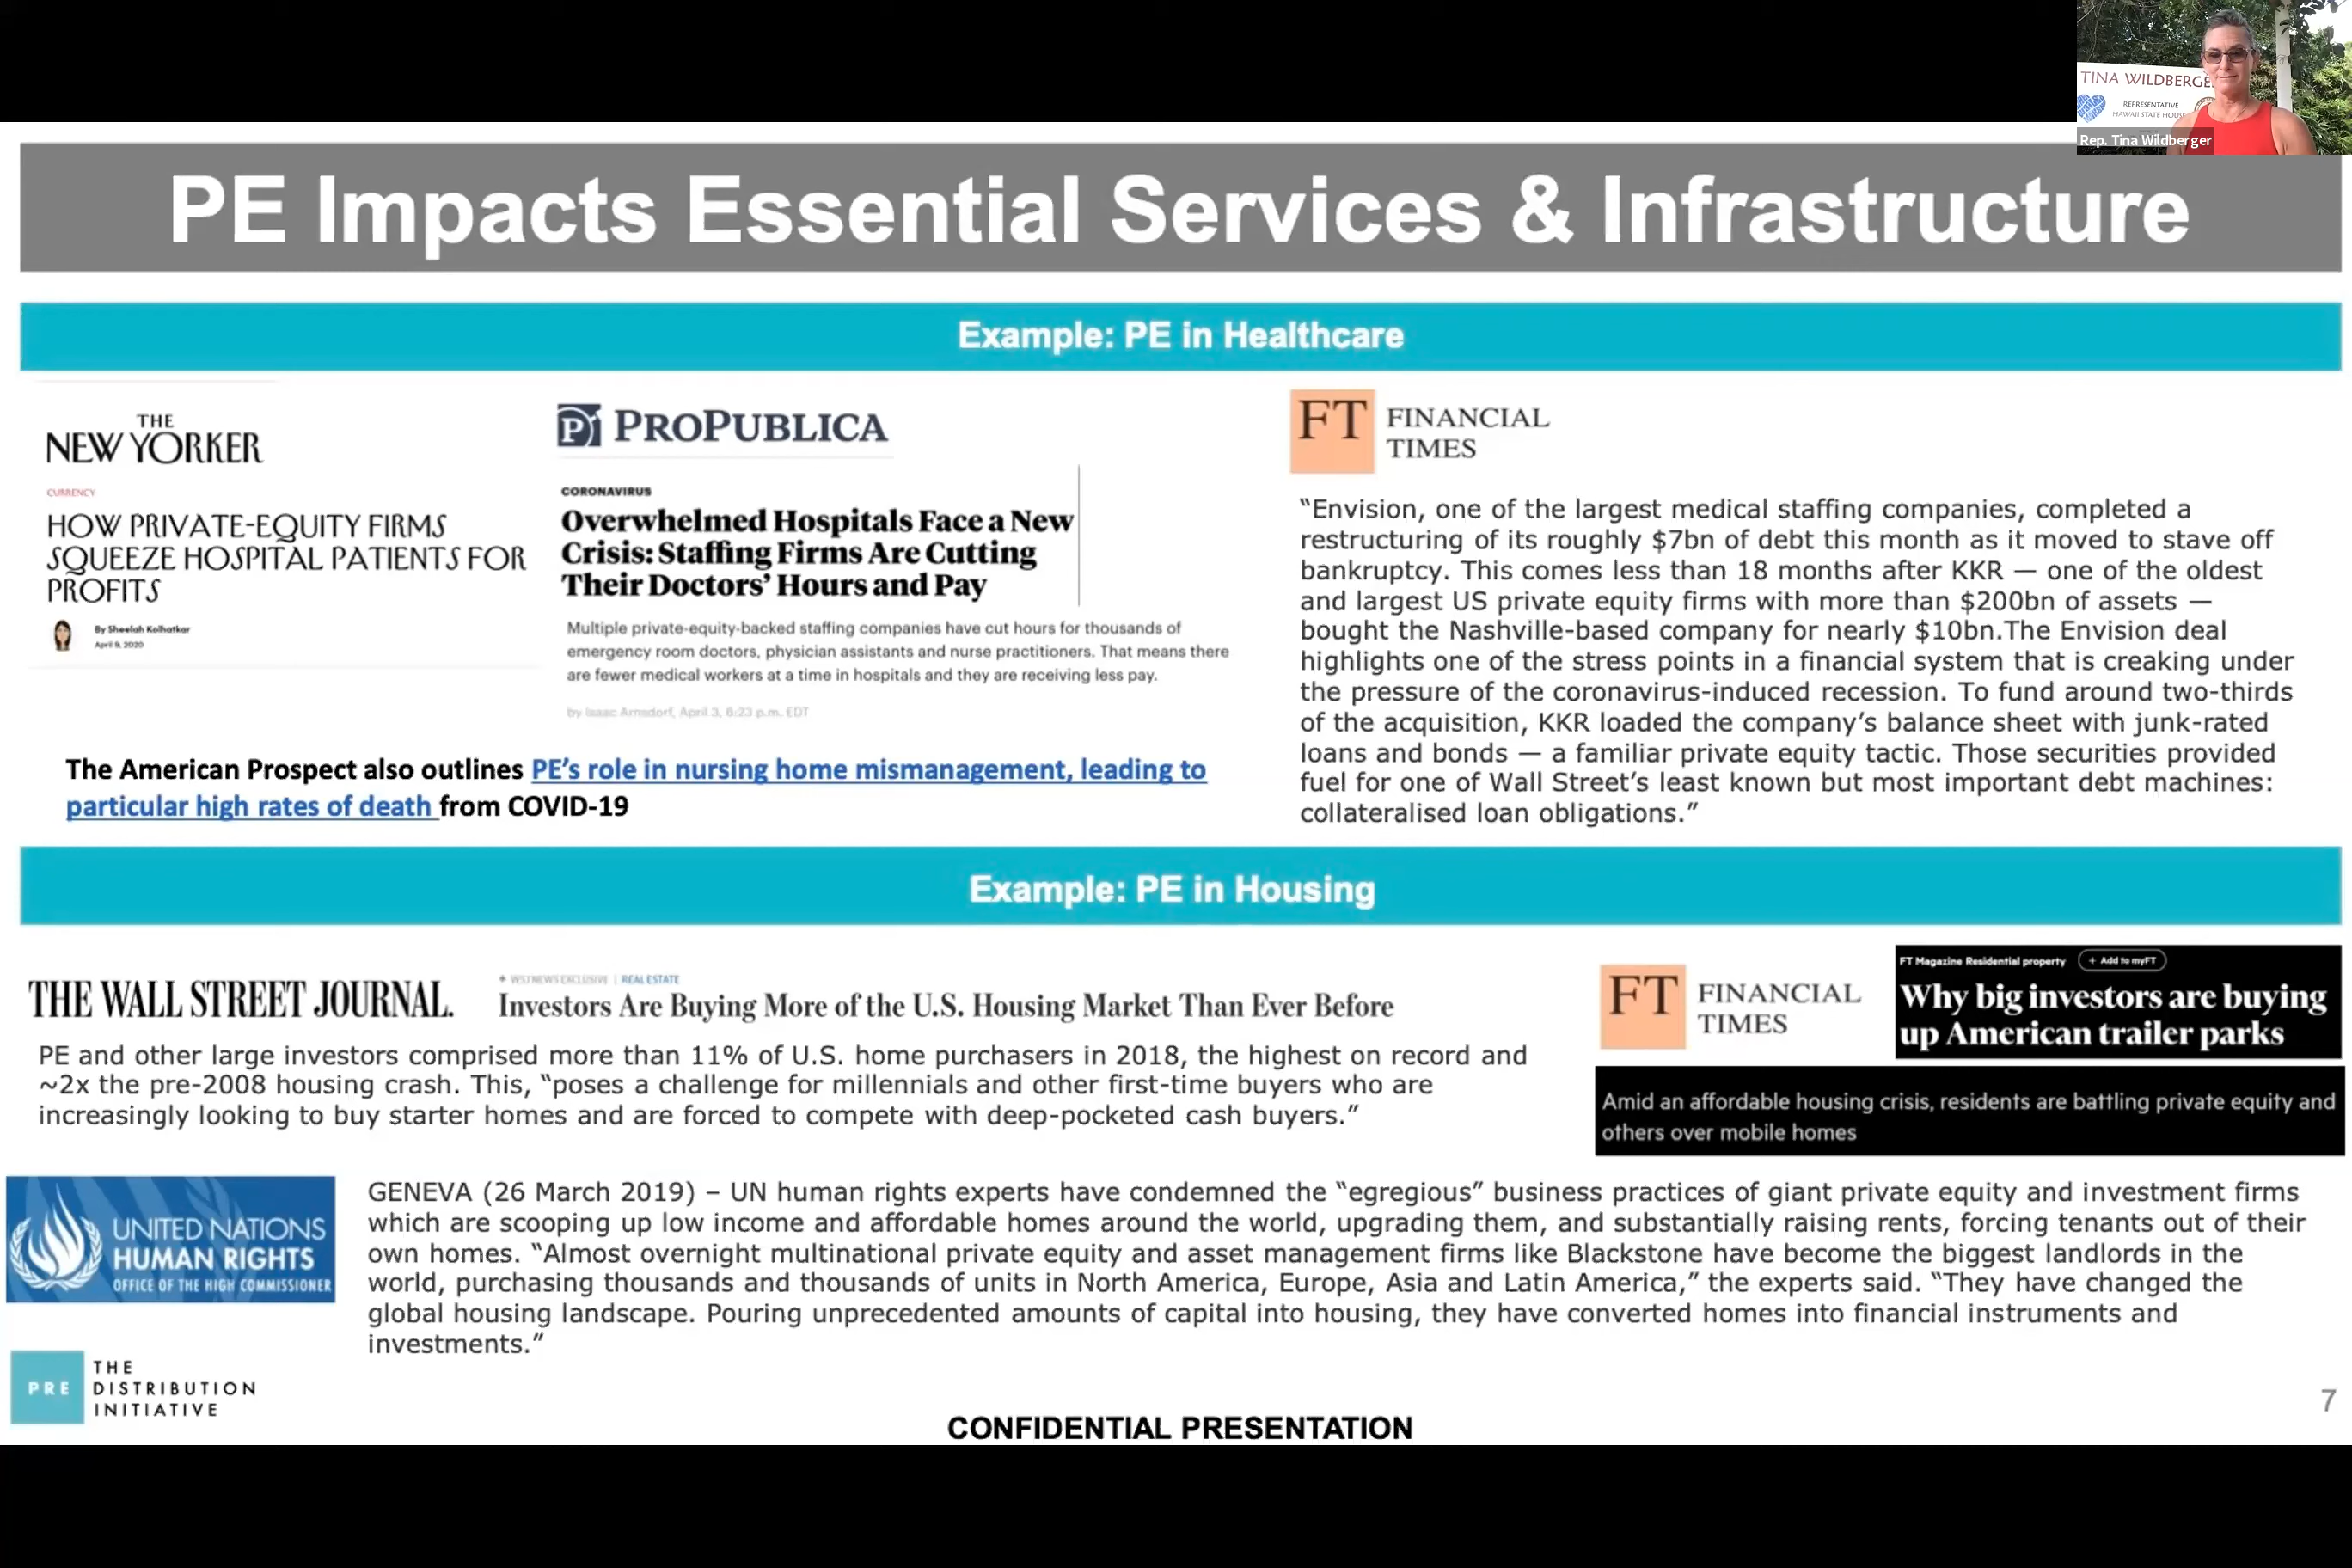 TINA WILDBERGE
REPRESENTATIVE
HAWAII STATE HOUS
Rep. Tina Wildberger
PE Impacts Essential Services & Infrastructure
Example: PE in Healthcare
THE
NEW YORKER
CURRENCY
HOW PRIVATE-EQUITY FIRMS
SQUEEZE HOSPITAL PATIENTS FOR
PROFITS
By Sheelah Kolhatkar
April 9, 2020
P PROPUBLICA
CORONAVIRUS
Overwhelmed Hospitals Face a New
Crisis: Staffing Firms Are Cutting
Their Doctors’ Hours and Pay
Multiple private-equity-backed staffing companies have cut hours for thousands of
emergency room doctors, physician assistants and nurse practitioners. That means there
are fewer medical workers at a time in hospitals and they are receiving less pay.
by Isaac Arnsdorf, April 3, 6:23 p.m. EDT
The American Prospect also outlines PE’s role in nursing home mismanagement, leading to
particular high rates of death from COVID-19
FT FINANCIAL
TIMES
“Envision, one of the largest medical staffing companies, completed a
restructuring of its roughly $7bn of debt this month as it moved to stave off
bankruptcy. This comes less than 18 months after KKR — one of the oldest
and largest US private equity firms with more than $200bn of assets —
bought the Nashville-based company for nearly $10bn.The Envision deal
highlights one of the stress points in a financial system that is creaking under
the pressure of the coronavirus-induced recession. To fund around two-thirds
of the acquisition, KKR loaded the company’s balance sheet with junk-rated
loans and bonds — a familiar private equity tactic. Those securities provided
fuel for one of Wall Street’s least known but most important debt machines:
collateralised loan obligations.”
Example: PE in Housing
THE WALL STREET JOURNAL.
WSJ NEWS EXCLUSIVE | REAL ESTATE
Investors Are Buying More of the U.S. Housing Market Than Ever Before
PE and other large investors comprised more than 11% of U.S. home purchasers in 2018, the highest on record and
~2x the pre-2008 housing crash. This, “poses a challenge for millennials and other first-time buyers who are
increasingly looking to buy starter homes and are forced to compete with deep-pocketed cash buyers.”
FT FINANCIAL
TIMES
FT Magazine Residential property + Add to myFT
Why big investors are buying
up American trailer parks
Amid an affordable housing crisis, residents are battling private equity and
others over mobile homes
UNITED NATIONS
HUMAN RIGHTS
OFFICE OF THE HIGH COMMISSIONER
GENEVA (26 March 2019) – UN human rights experts have condemned the “egregious” business practices of giant private equity and investment firms
which are scooping up low income and affordable homes around the world, upgrading them, and substantially raising rents, forcing tenants out of their
own homes. “Almost overnight multinational private equity and asset management firms like Blackstone have become the biggest landlords in the
world, purchasing thousands and thousands of units in North America, Europe, Asia and Latin America,” the experts said. “They have changed the
global housing landscape. Pouring unprecedented amounts of capital into housing, they have converted homes into financial instruments and
investments.”
PRE
THE
DISTRIBUTION
INITIATIVE
CONFIDENTIAL PRESENTATION
7